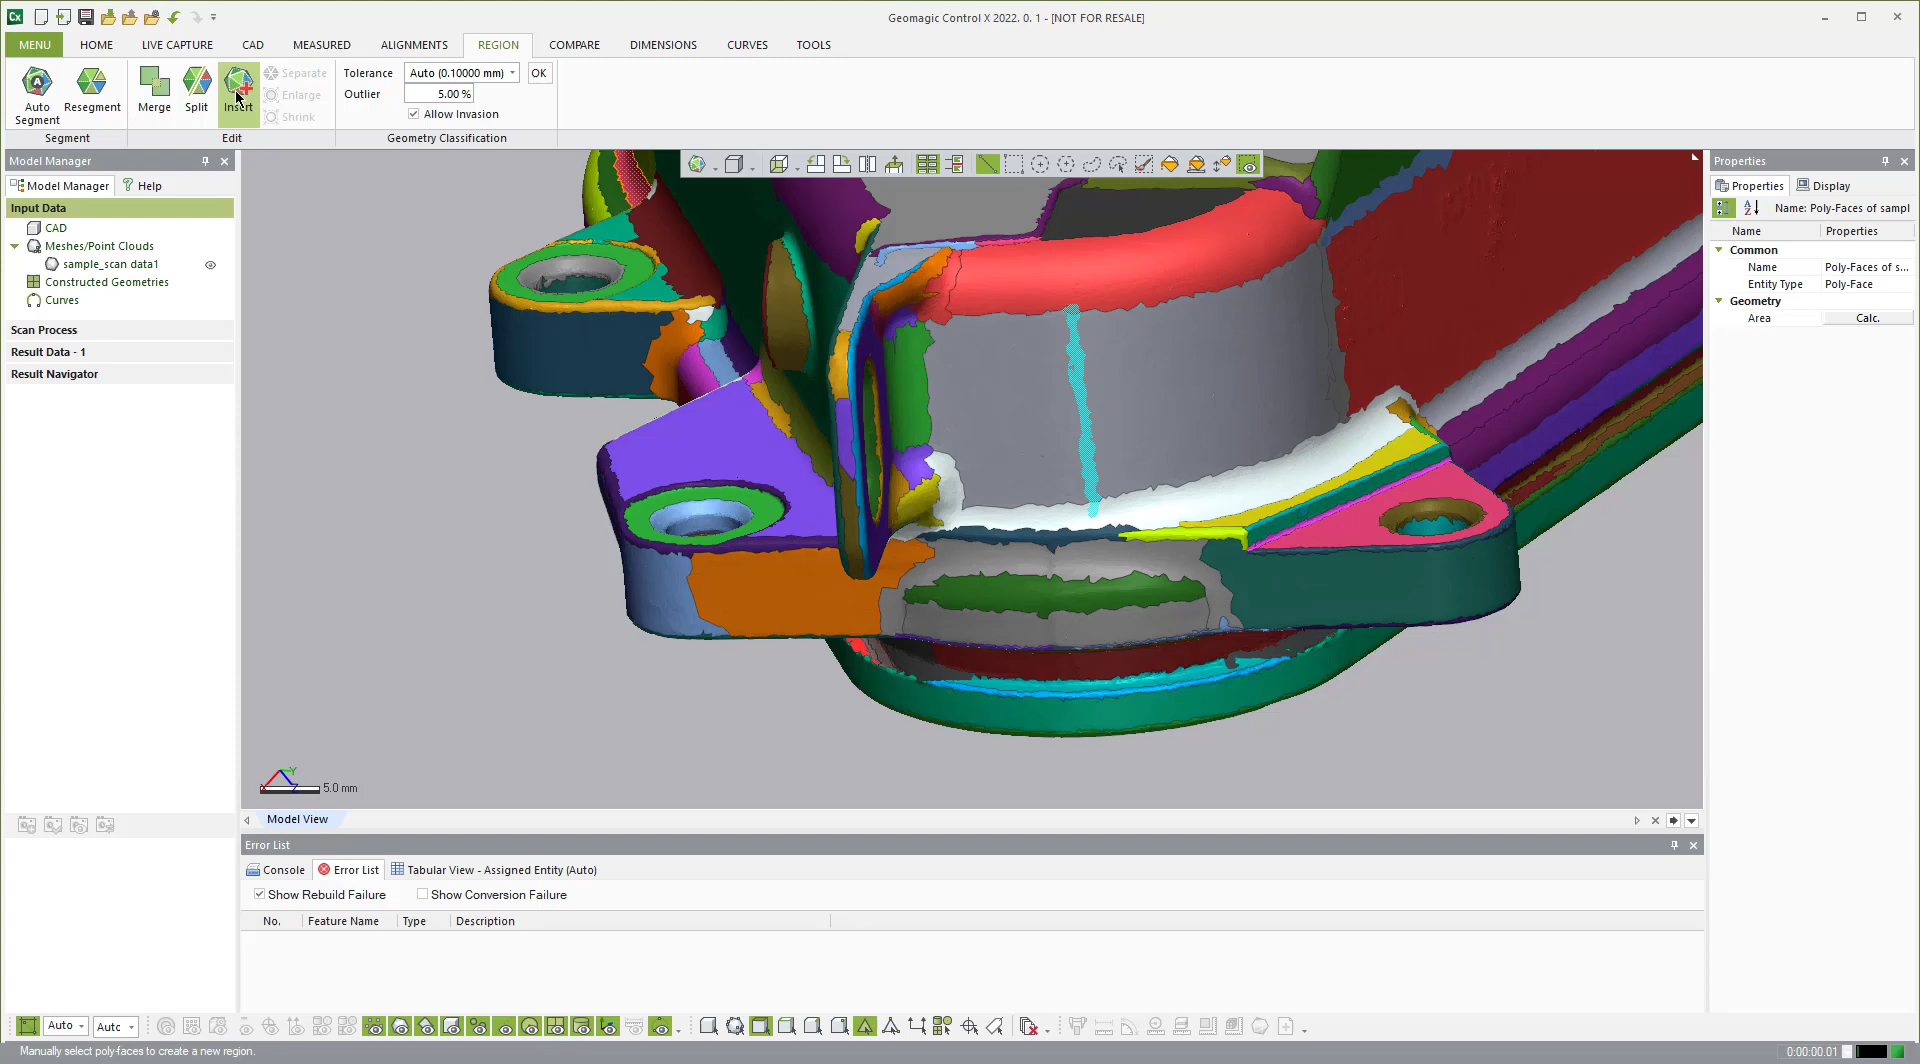 Cx
Geomagic Control X 2022. 0. 1 - [NOT FOR RESALE]
MENU HOME LIVE CAPTURE CAD MEASURED ALIGNMENTS REGION COMPARE DIMENSIONS CURVES TOOLS
Auto Segment Resegment Merge Split Insert Separate Enlarge Shrink
Tolerance Auto (0.10000 mm) OK
Outlier 5.00 %
Allow Invasion
Segment Edit Geometry Classification
Model Manager
Model Manager Help
Input Data
CAD
Meshes/Point Clouds
sample_scan data1
Constructed Geometries
Curves
Scan Process
Result Data - 1
Result Navigator
5.0 mm
Model View
Properties
Properties Display
Name: Poly-Faces of sampl
Name Properties
Common
Name Poly-Faces of s...
Entity Type Poly-Face
Geometry
Area Calc.
Error List
Console Error List Tabular View - Assigned Entity (Auto)
Show Rebuild Failure Show Conversion Failure
No. Feature Name Type Description
Auto Autc
Manually select poly-faces to create a new region.
0:00:00.01